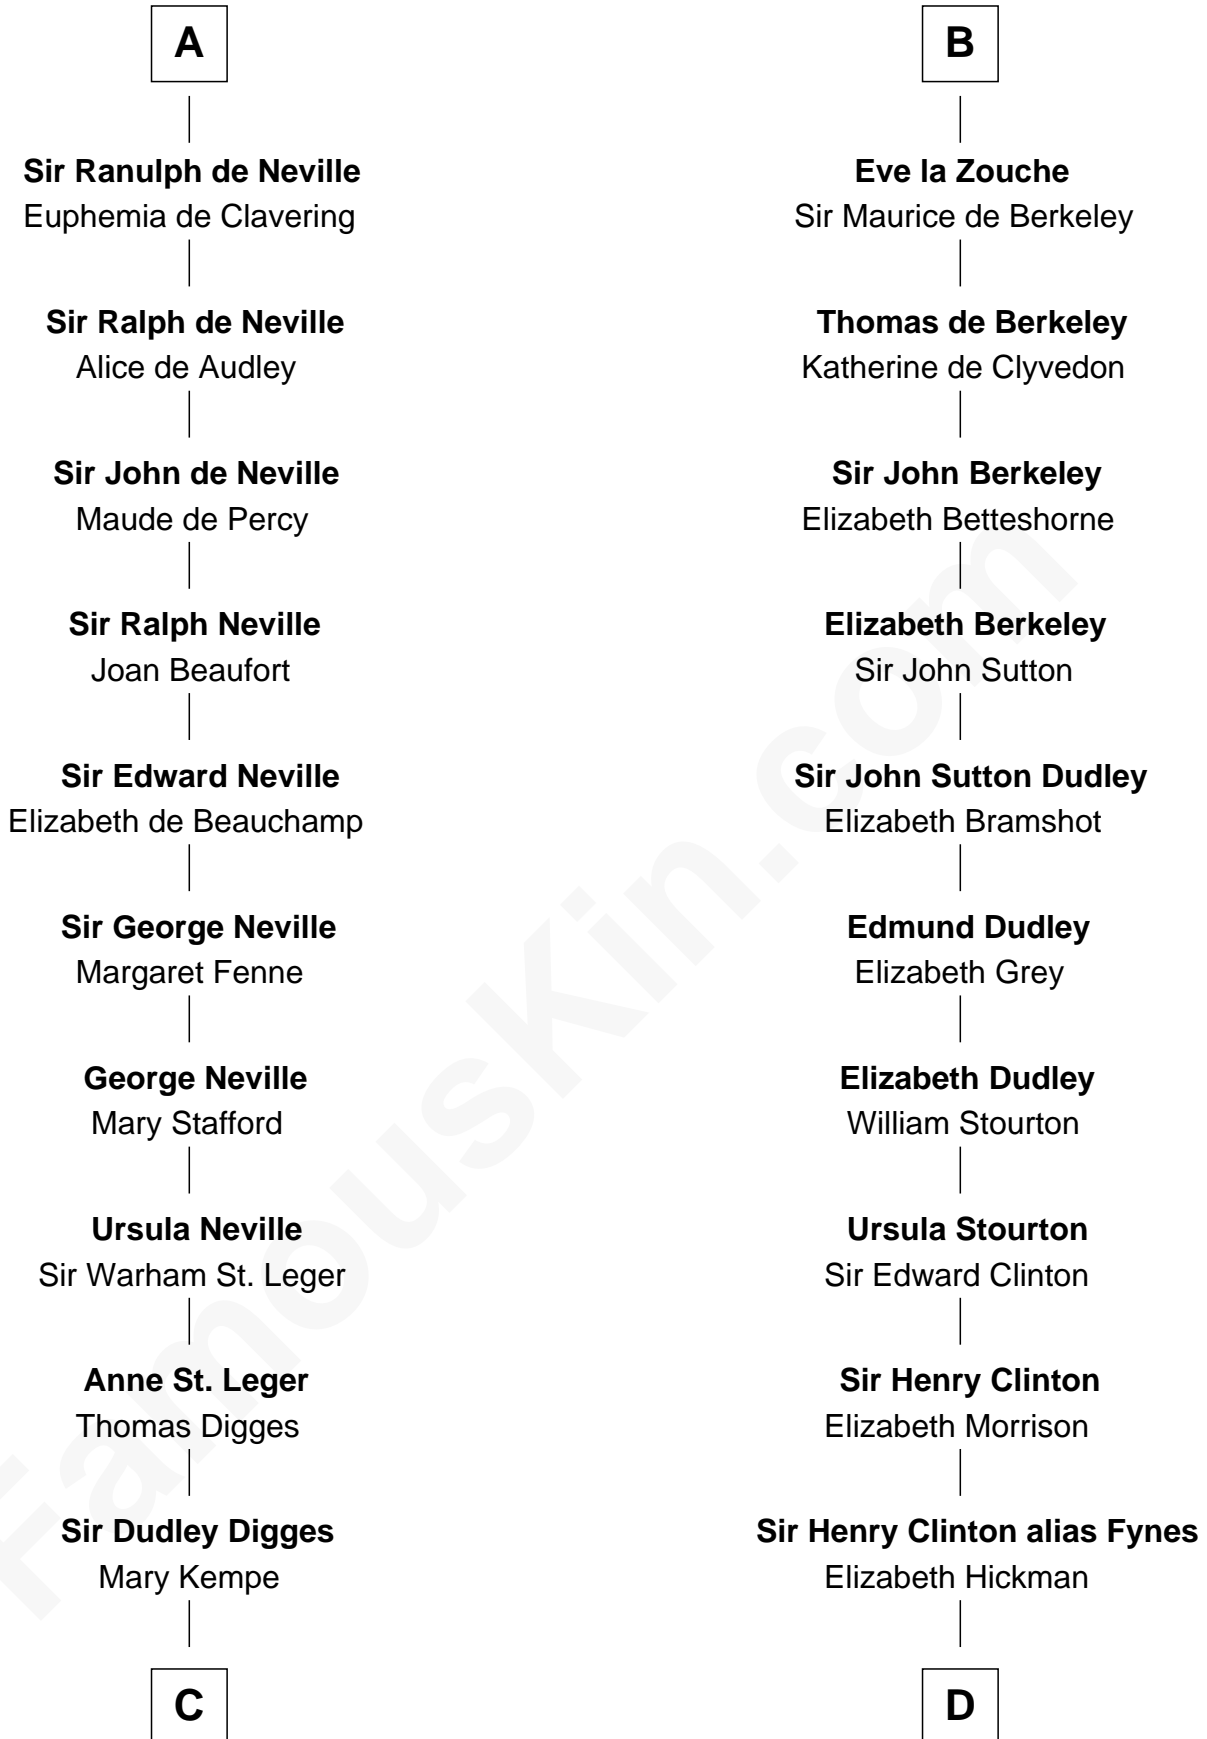 A
Sir Ranulph de Neville
Euphemia de Clavering
Sir Ralph de Neville
Alice de Audley
Sir John de Neville
Maude de Percy
Sir Ralph Neville
Joan Beaufort
Sir Edward Neville
Elizabeth de Beauchamp
Sir George Neville
Margaret Fenne
George Neville
Mary Stafford
Ursula Neville
Sir Warham St. Leger
Anne St. Leger
Thomas Digges
Sir Dudley Digges
Mary Kempe
C
B
Eve la Zouche
Sir Maurice de Berkeley
Thomas de Berkeley
Katherine de Clyvedon
Sir John Berkeley
Elizabeth Betteshorne
Elizabeth Berkeley
Sir John Sutton
Sir John Sutton Dudley
Elizabeth Bramshot
Edmund Dudley
Elizabeth Grey
Elizabeth Dudley
William Stourton
Ursula Stourton
Sir Edward Clinton
Sir Henry Clinton
Elizabeth Morrison
Sir Henry Clinton alias Fynes
Elizabeth Hickman
D
FamousKin.com